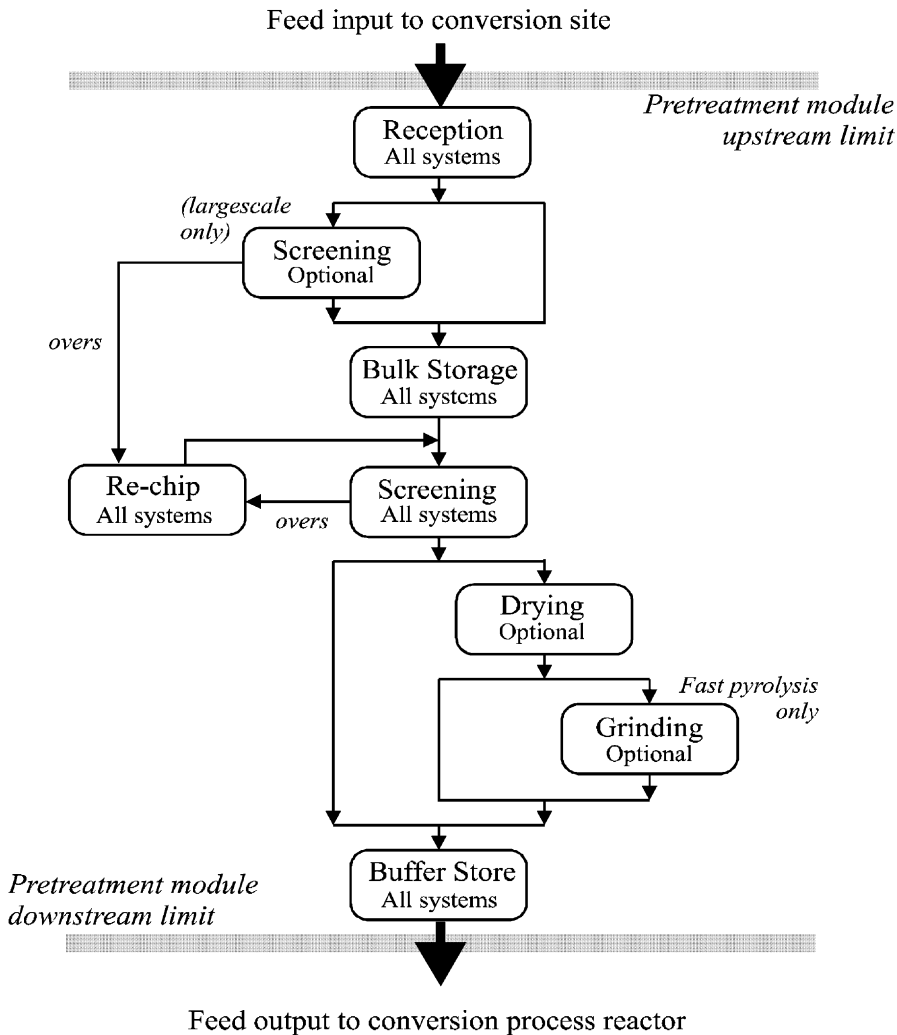 Feed input to conversion site
Pretreatment module
upstream limit
Reception
All systems
(largescale
only)
Screening
Optional
overs
Bulk Storage
All systems
Re-chip
All systems
overs
Screening
All systems
Drying
Optional
Fast pyrolysis
only
Grinding
Optional
Buffer Store
All systems
Pretreatment module
downstream limit
Feed output to conversion process reactor